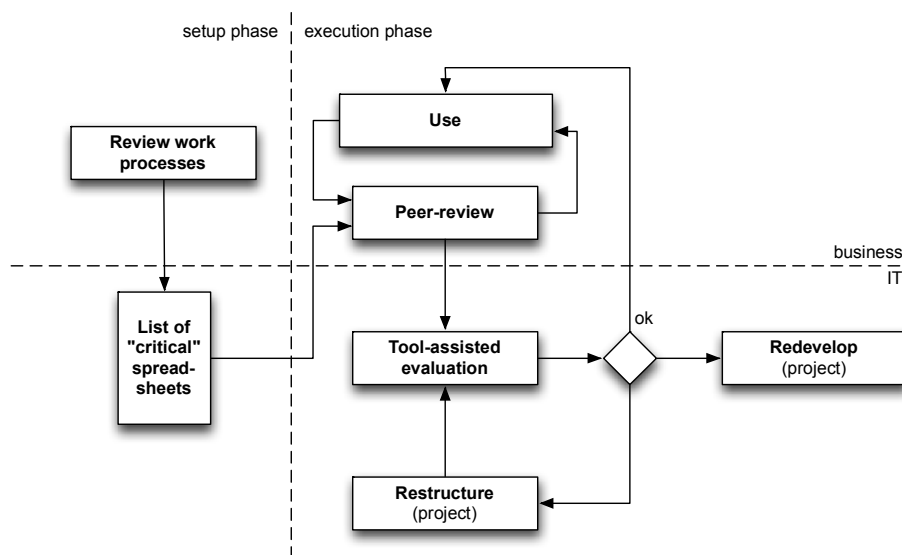 setup phase
execution phase
Use
Review work
processes
Peer-review
business
IT
List of
"critical"
spread-
sheets
ok
Tool-assisted
evaluation
Redevelop
(project)
Restructure
(project)